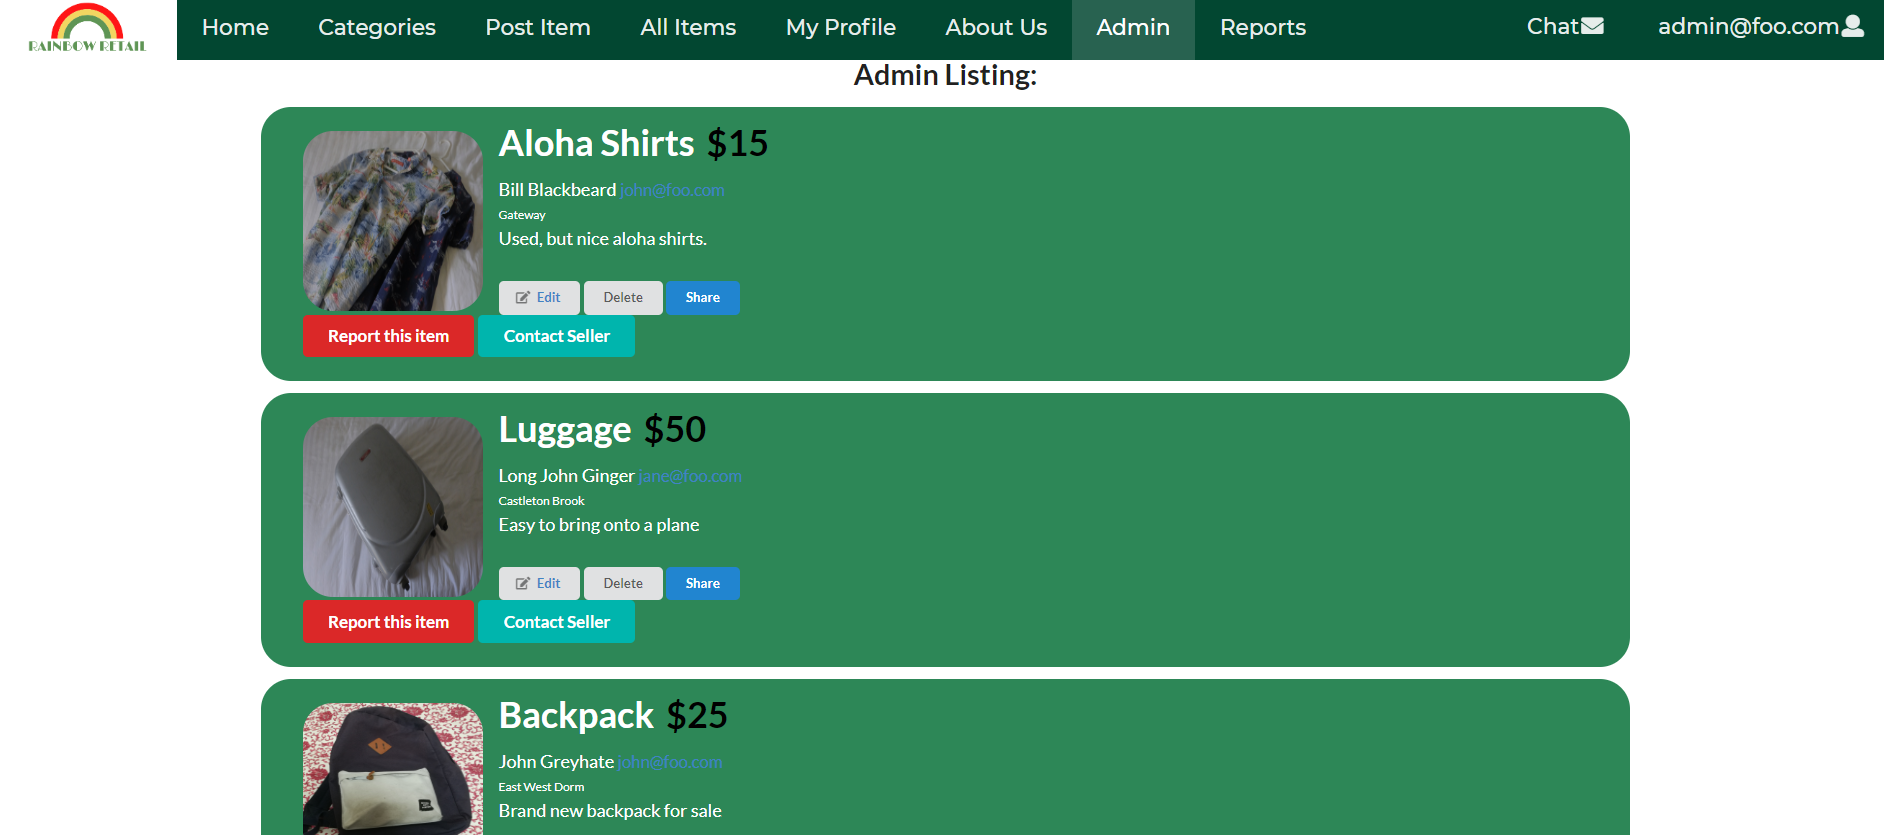 RAINBOW RETAIL
Home Categories Post Item All Items My Profile About Us Admin Reports Chat admin@foo.com
Admin Listing:
Aloha Shirts $15
Bill Blackbeard john@foo.com
Gateway
Used, but nice aloha shirts.
Edit Delete Share
Report this item Contact Seller
Luggage $50
Long John Ginger jane@foo.com
Castleton Brook
Easy to bring onto a plane
Edit Delete Share
Report this item Contact Seller
Backpack $25
John Greyhate john@foo.com
East West Dorm
Brand new backpack for sale